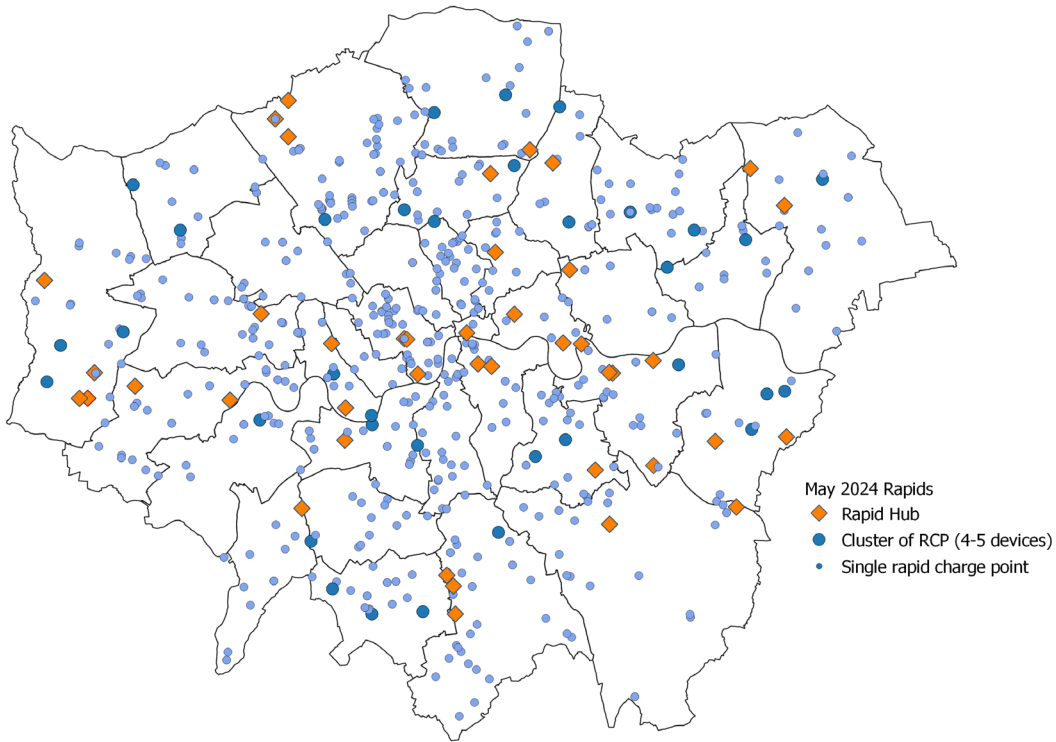 May 2024 Rapids
Rapid Hub
Cluster of RCP (4-5 devices)
Single rapid charge point